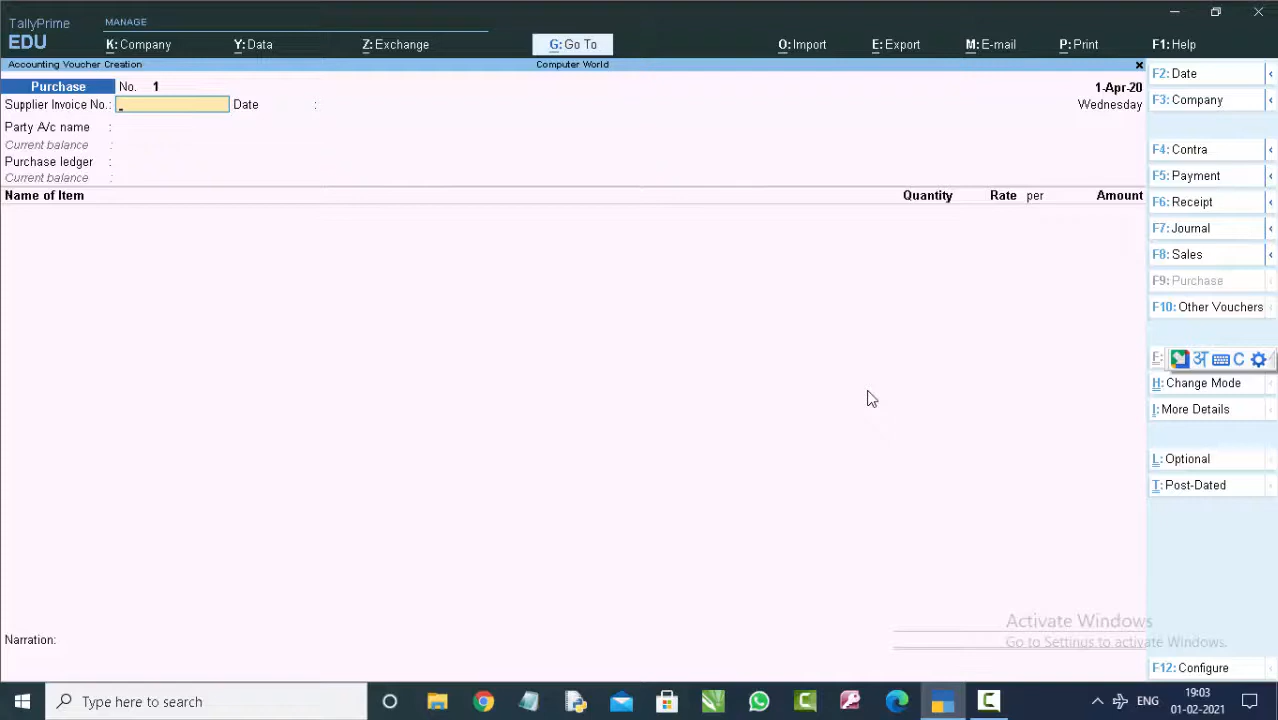 TallyPrime
MANAGE
EDU
K: Company
Y: Data
Z: Exchange
G: Go To
O: Import
E: Export
M: E-mail
P: Print
F1: Help
Accounting Voucher Creation
Computer World
F2: Date
Purchase No. 1
1-Apr-20
Supplier Invoice No.: Date :
Wednesday
F3: Company
Party A/c name :
Current balance :
F4: Contra
Purchase ledger :
Current balance :
F5: Payment
Name of Item Quantity Rate per Amount
F6: Receipt
F7: Journal
F8: Sales
F9: Purchase
F10: Other Vouchers
अ C
H: Change Mode
I: More Details
L: Optional
T: Post-Dated
Activate Windows
Go to Settings to activate Windows.
Narration:
F12: Configure
Type here to search
ENG
19:03
01-02-2021